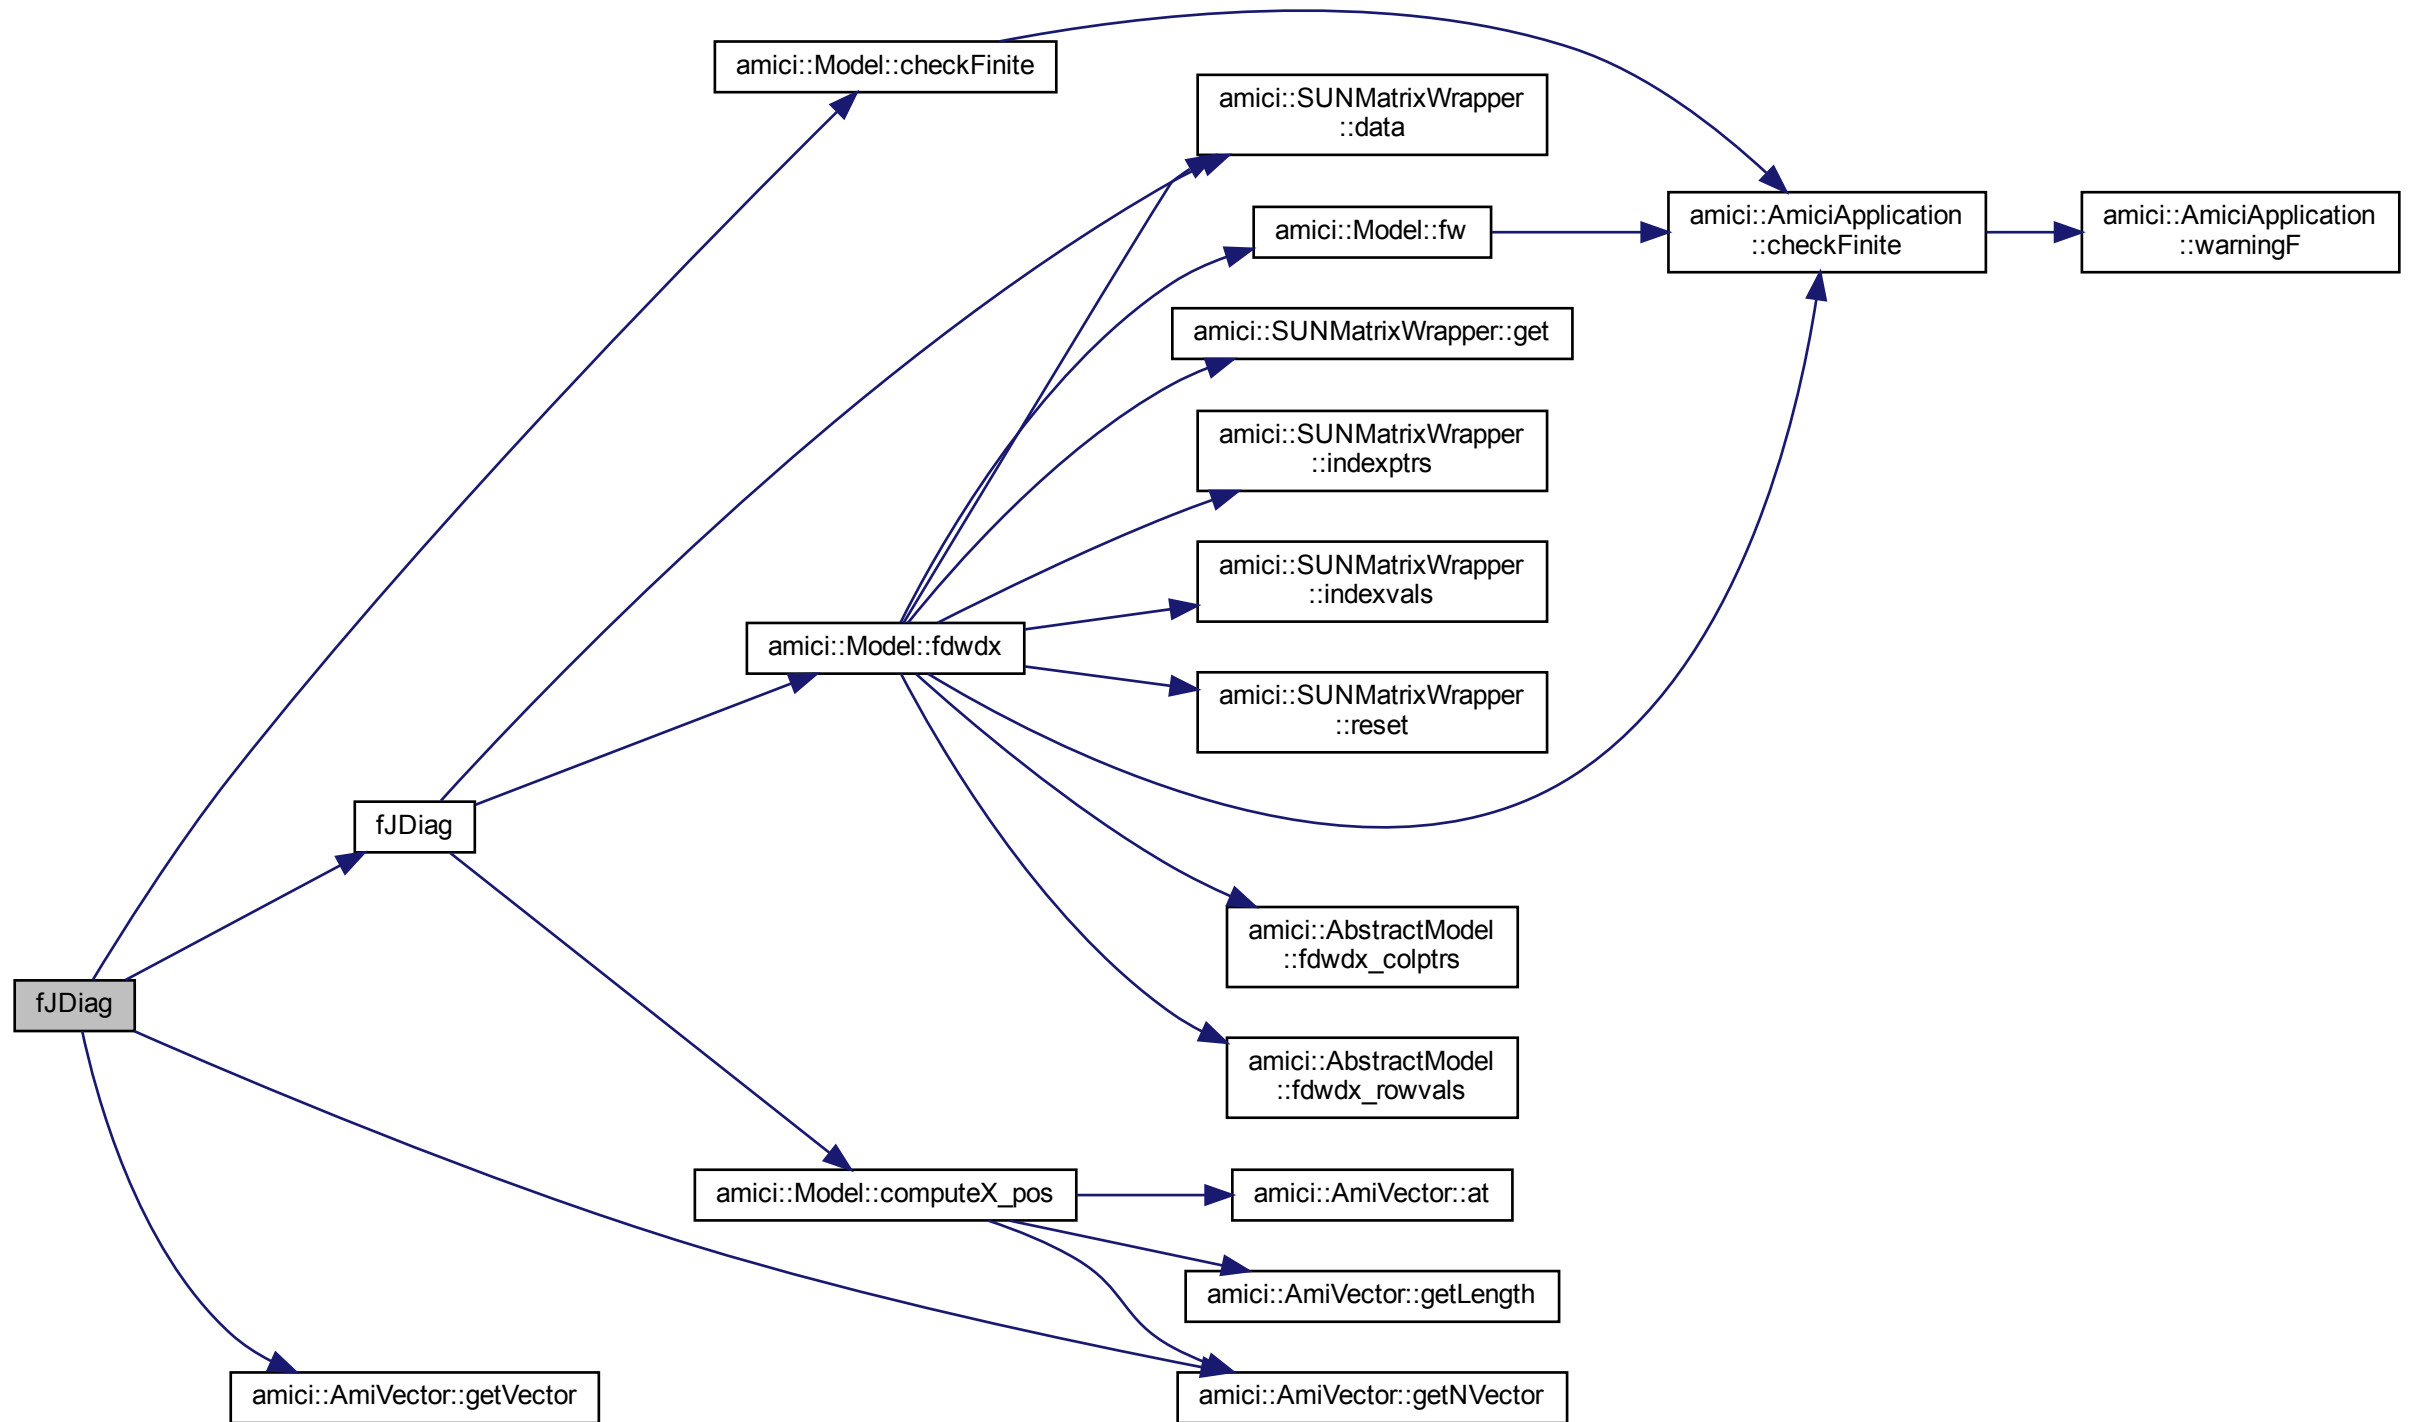 amici::Model::checkFinite
amici::SUNMatrixWrapper
::data
amici::Model::fw
amici::AmiciApplication
::checkFinite
amici::AmiciApplication
::warningF
amici::SUNMatrixWrapper::get
amici::SUNMatrixWrapper
::indexptrs
amici::SUNMatrixWrapper
::indexvals
amici::Model::fdwdx
amici::SUNMatrixWrapper
::reset
fJDiag
amici::AbstractModel
::fdwdx_colptrs
fJDiag
amici::AbstractModel
::fdwdx_rowvals
amici::Model::computeX_pos
amici::AmiVector::at
amici::AmiVector::getLength
amici::AmiVector::getVector
amici::AmiVector::getNVector